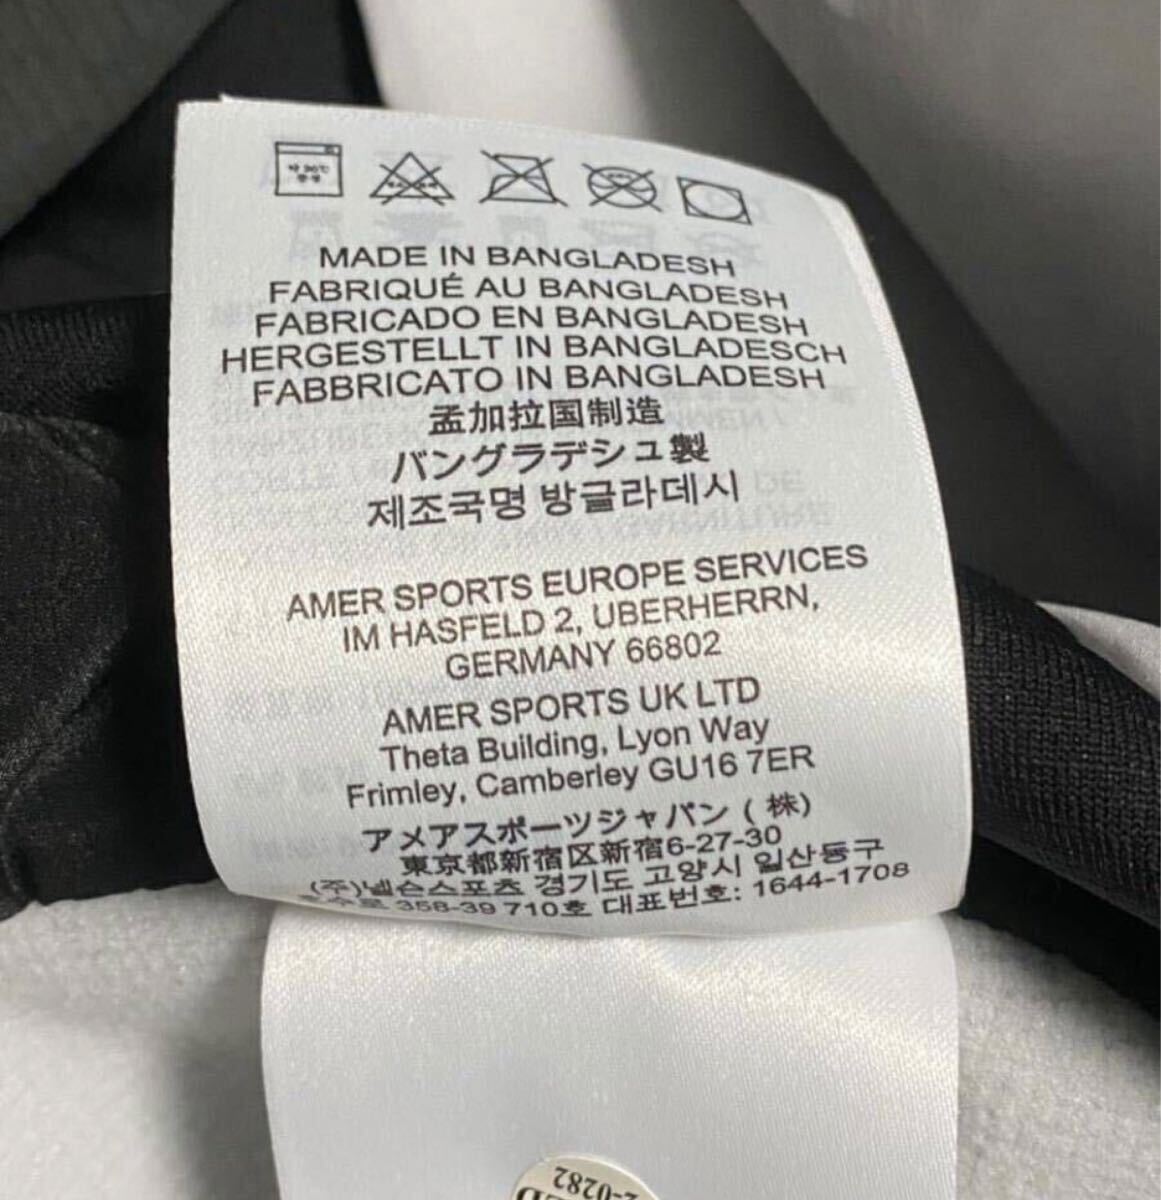 MADE IN BANGLADESH
FABRIQUÉ AU BANGLADESH
FABRICADO EN BANGLADESH
HERGESTELLT IN BANGLADESCH
FABBRICATO IN BANGLADESH
孟加拉国制造
バングラデシュ製
제조국명 방글라데시
AMER SPORTS EUROPE SERVICES
IM HASFELD 2, UBERHERRN,
GERMANY 66802
AMER SPORTS UK LTD
Theta Building, Lyon Way
Frimley, Camberley GU16 7ER
アメアスポーツジャパン ( 株)
東京都新宿区新宿6-27-30
(주)넬슨스포츠 경기도 고양시 일산동구
358-39 710호 대표번호: 1644-1708
2-0282